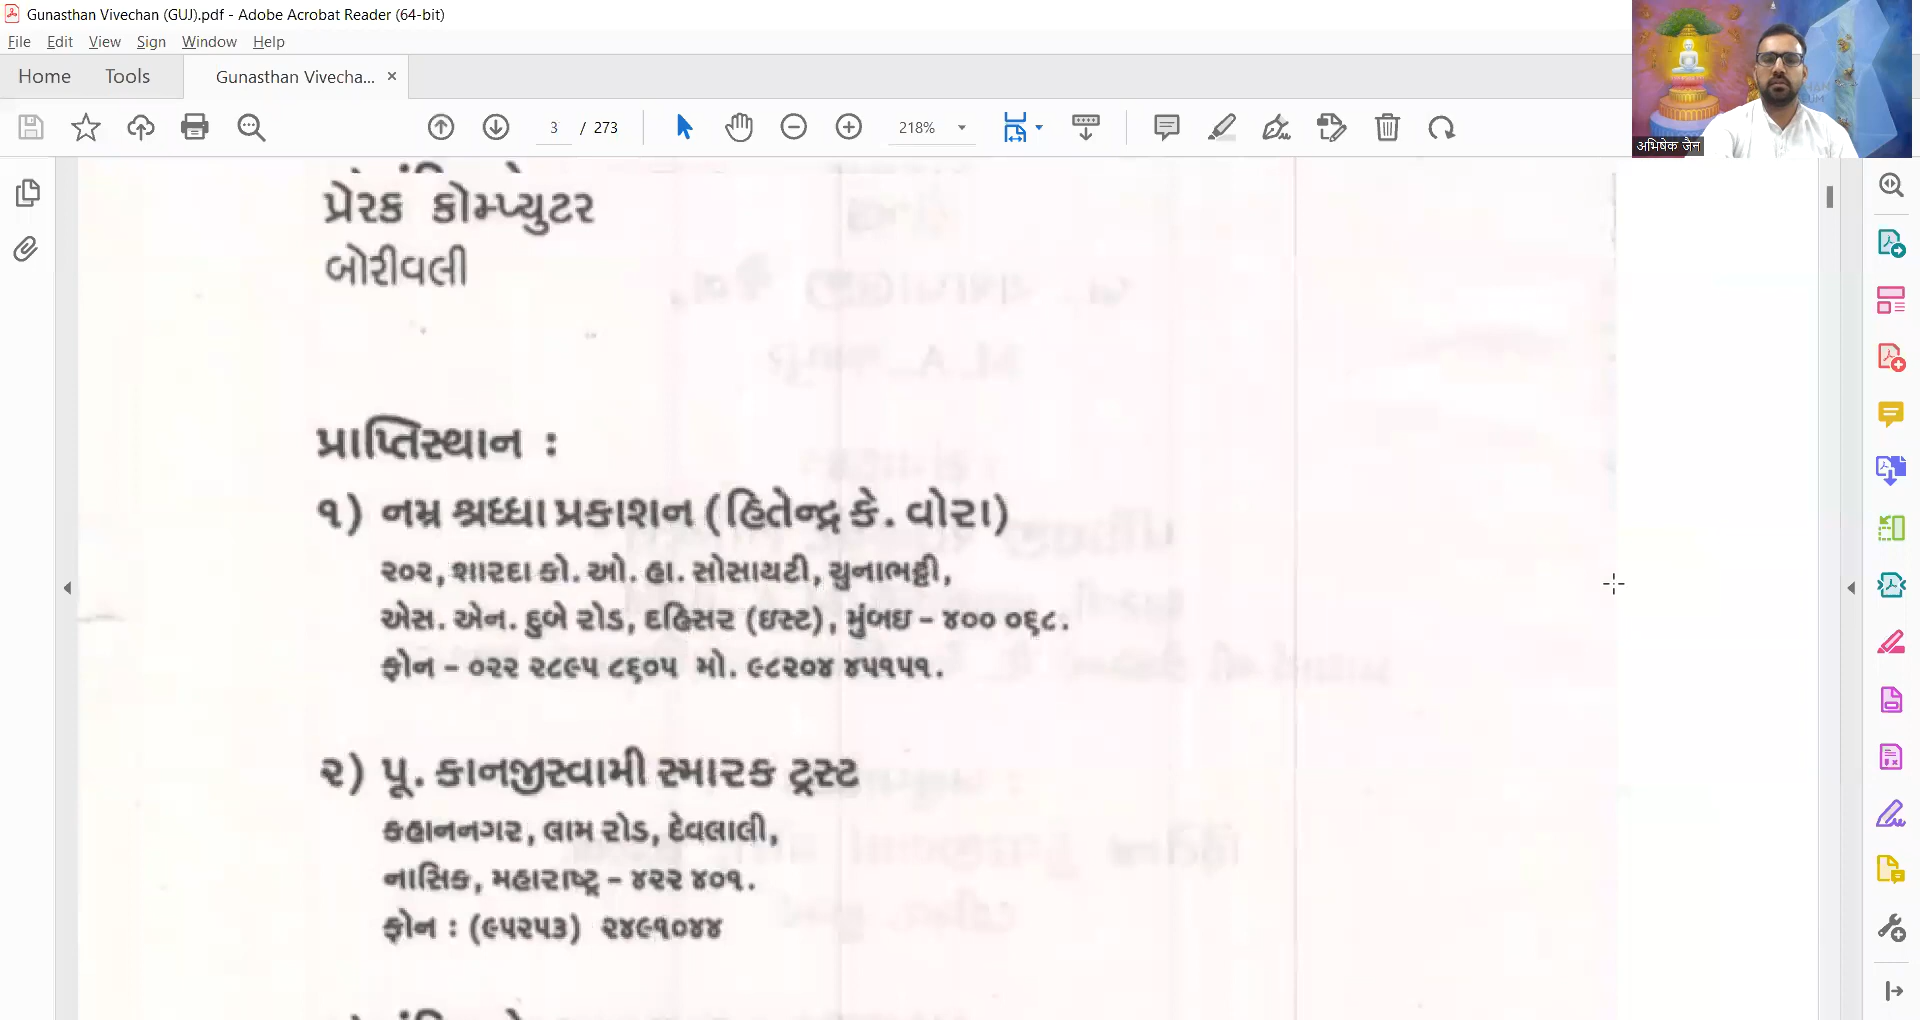 Gunasthan Vivechan (GUJ).pdf - Adobe Acrobat Reader (64-bit)
File Edit View Sign Window Help
Home Tools Gunasthan Vivecha... ×
3 / 273 218%
अभिषेक जैन
પ્રેરક કોમ્પ્યુટર
બોરીવલી
પ્રાપ્તિસ્થાન :
૧) નમ્ર શ્રધ્ધા પ્રકાશન (હિતેન્દ્ર કે. વોરા)
૨૦૨, શારદા કો. ઓ. હા. સોસાયટી, ચુનાભટ્ટી,
એસ. એન. દુબે રોડ, દહિસર (ઇસ્ટ), મુંબઇ – ૪૦૦ ૦૬૮.
ફોન – ૦૨૨ ૨૮૯૫ ૮૬૦૫ મો. ૯૮૨૦૪ ૪૫૧૫૧.
૨) પૂ. કાનજીસ્વામી સ્મારક ટ્રસ્ટ
કહાનનગર, લામ રોડ, દેવલાલી,
નાસિક, મહારાષ્ટ્ર – ૪૨૨ ૪૦૧.
ફોન : (૯૫૨૫૩) ૨૪૯૧૦૪૪